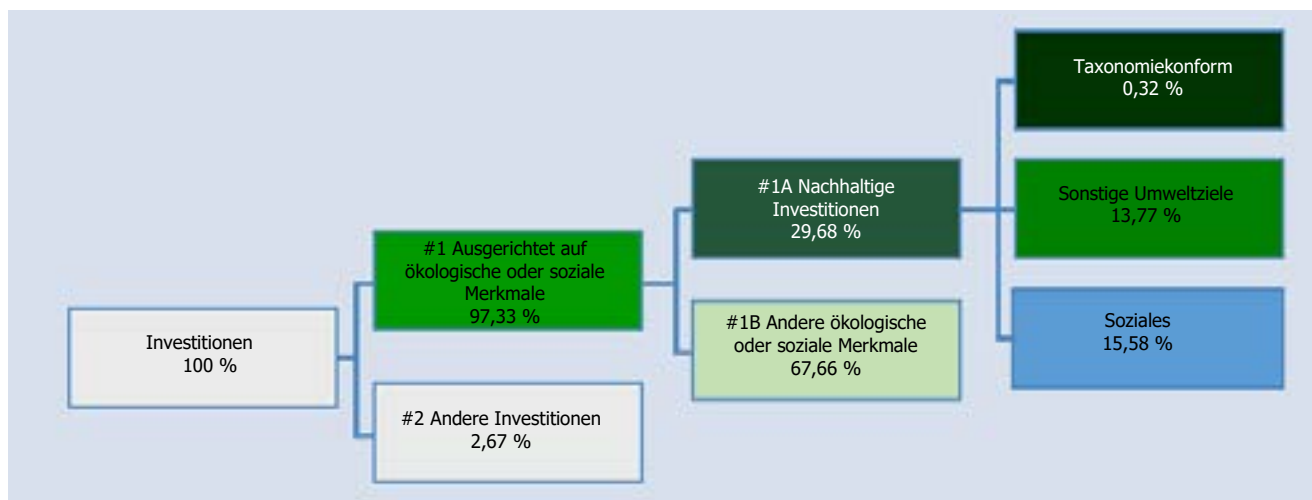 Investitionen
100 %
#1 Ausgerichtet auf
ökologische oder soziale
Merkmale
97,33 %
#2 Andere Investitionen
2,67 %
#1A Nachhaltige
Investitionen
29,68 %
#1B Andere ökologische
oder soziale Merkmale
67,66 %
Taxonomiekonform
0,32 %
Sonstige Umweltziele
13,77 %
Soziales
15,58 %